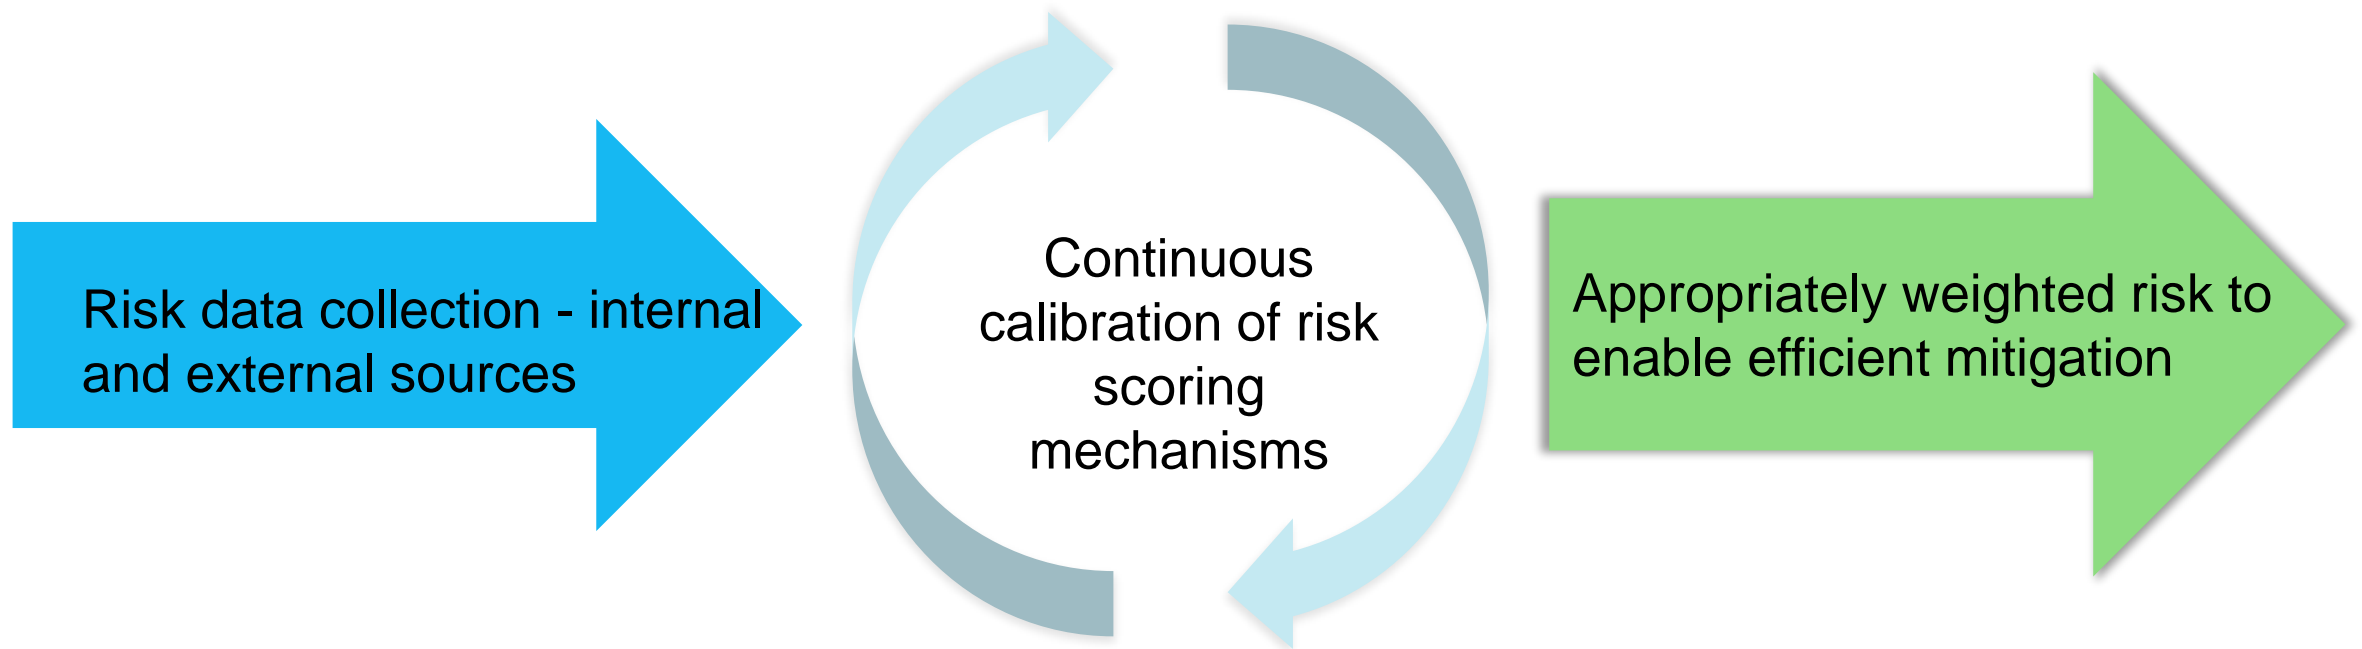 Risk data collection - internal
and external sources
Continuous
calibration of risk
scoring
mechanisms
Appropriately weighted risk to
enable efficient mitigation